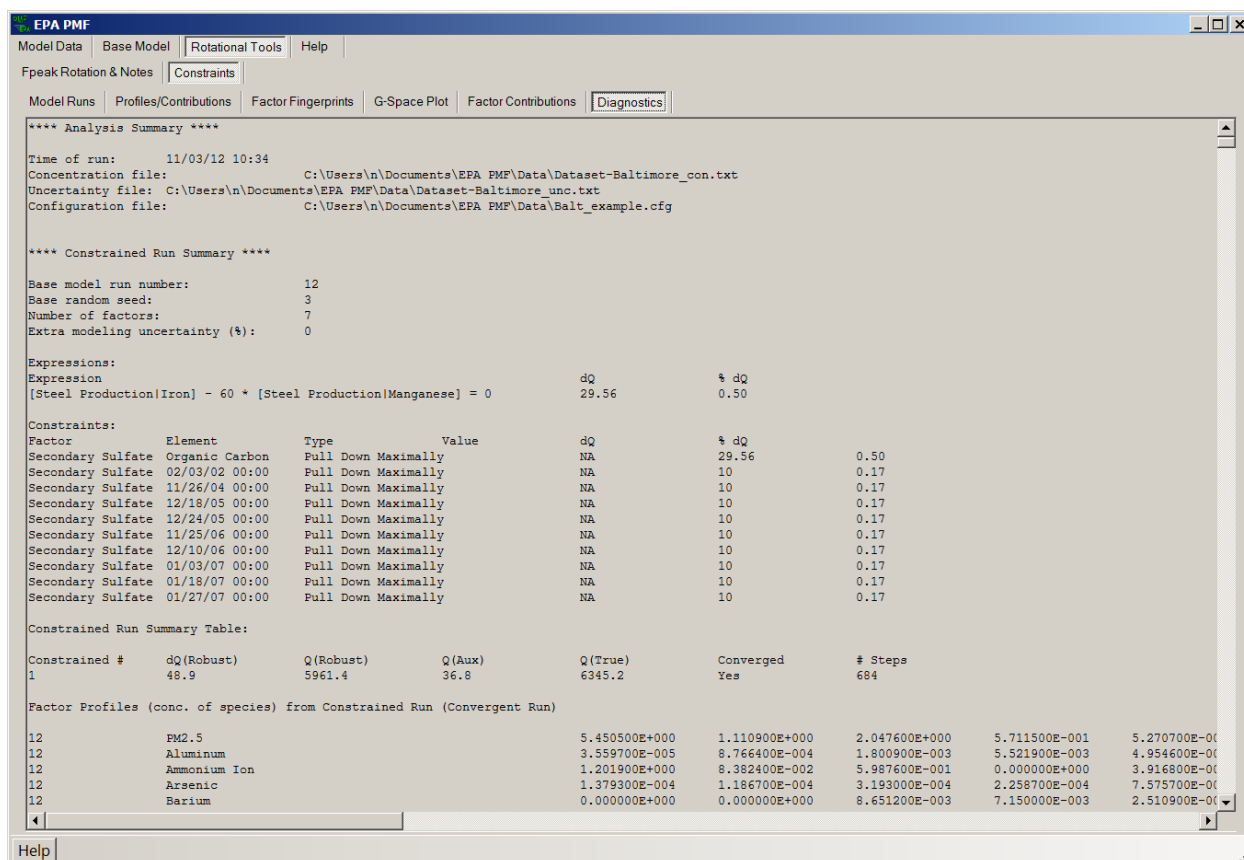 EPA PMF
Model Data Base Model Rotational Tools Help
Fpeak Rotation & Notes Constraints
Model Runs Profiles/Contributions Factor Fingerprints G-Space Plot Factor Contributions Diagnostics
**** Analysis Summary ****
Time of run: 11/03/12 10:34
Concentration file: C:\Users\n\Documents\EPA PMF\Data\Dataset-Baltimore_con.txt
Uncertainty file: C:\Users\n\Documents\EPA PMF\Data\Dataset-Baltimore_unc.txt
Configuration file: C:\Users\n\Documents\EPA PMF\Data\Balt_example.cfg
**** Constrained Run Summary ****
Base model run number: 12
Base random seed: 3
Number of factors: 7
Extra modeling uncertainty (%): 0
Expressions:
Expression dQ % dQ
[Steel Production|Iron] - 60 * [Steel Production|Manganese] = 0 29.56 0.50
Constraints:
Factor Element Type Value dQ % dQ
Secondary Sulfate Organic Carbon Pull Down Maximally NA 29.56 0.50
Secondary Sulfate 02/03/02 00:00 Pull Down Maximally NA 10 0.17
Secondary Sulfate 11/26/04 00:00 Pull Down Maximally NA 10 0.17
Secondary Sulfate 12/18/05 00:00 Pull Down Maximally NA 10 0.17
Secondary Sulfate 12/24/05 00:00 Pull Down Maximally NA 10 0.17
Secondary Sulfate 11/25/06 00:00 Pull Down Maximally NA 10 0.17
Secondary Sulfate 12/10/06 00:00 Pull Down Maximally NA 10 0.17
Secondary Sulfate 01/03/07 00:00 Pull Down Maximally NA 10 0.17
Secondary Sulfate 01/18/07 00:00 Pull Down Maximally NA 10 0.17
Secondary Sulfate 01/27/07 00:00 Pull Down Maximally NA 10 0.17
Constrained Run Summary Table:
Constrained # dQ(Robust) Q(Robust) Q(Aux) Q(True) Converged # Steps
1 48.9 5961.4 36.8 6345.2 Yes 684
Factor Profiles (conc. of species) from Constrained Run (Convergent Run)
12 PM2.5 5.450500E+000 1.110900E+000 2.047600E+000 5.711500E-001 5.270700E-00
12 Aluminum 3.559700E-005 8.766400E-004 1.800900E-003 5.521900E-003 4.954600E-00
12 Ammonium Ion 1.201900E+000 8.382400E-002 5.987600E-001 0.000000E+000 3.916800E-00
12 Arsenic 1.379300E-004 1.186700E-004 3.193000E-004 2.258700E-004 7.575700E-00
12 Barium 0.000000E+000 0.000000E+000 8.651200E-003 7.150000E-003 2.510900E-00
Help